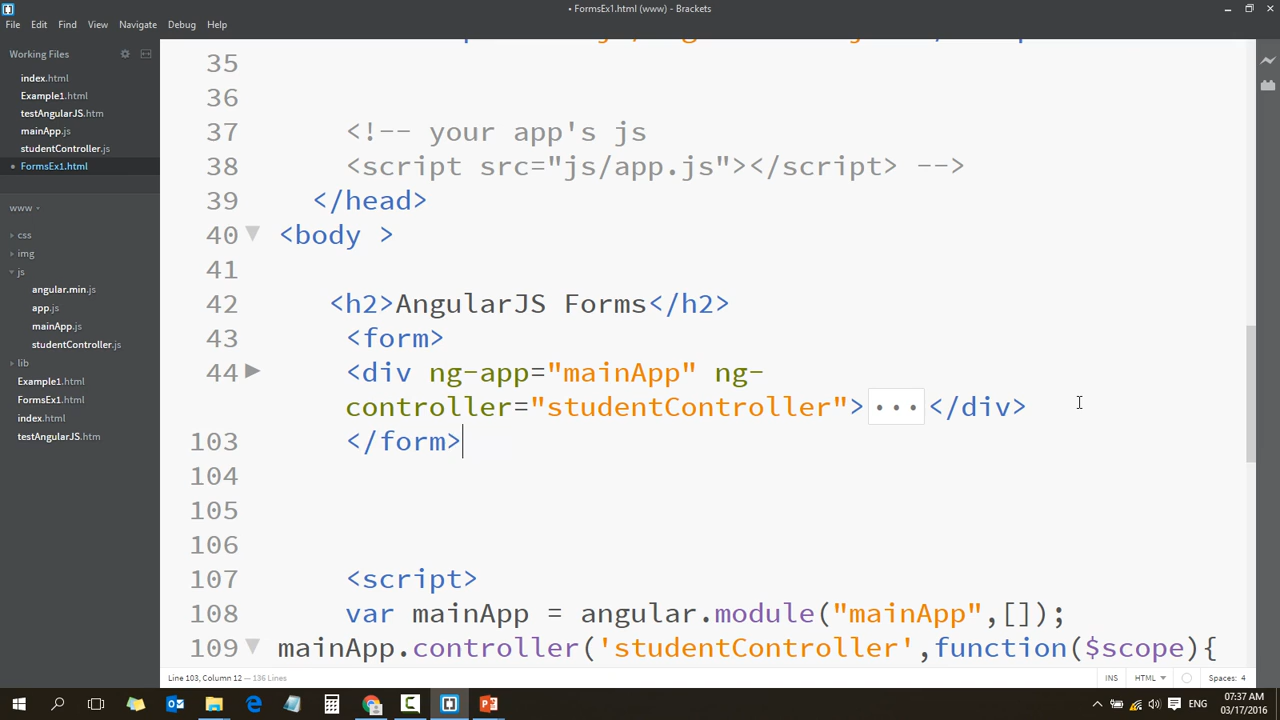 • FormsEx1.html (www) - Brackets
File Edit Find View Navigate Debug Help
Working Files
index.html
Example1.html
testAngularJS.htm
mainApp.js
studentController.js
• FormsEx1.html
www
css
img
js
angular.min.js
app.js
mainApp.js
studentController.js
lib
Example1.html
FormsEx1.html
index.html
testAngularJS.htm
35
36
37 <!-- your app's js
38 <script src="js/app.js"></script> -->
39 </head>
40 <body >
41
42 <h2>AngularJS Forms</h2>
43 <form>
44 <div ng-app="mainApp" ng-
controller="studentController">...</div>
103 </form>
104
105
106
107 <script>
108 var mainApp = angular.module("mainApp",[]);
109 mainApp.controller('studentController',function($scope){
Line 103, Column 12 — 136 Lines
INS HTML Spaces: 4
ENG 07:37 AM
03/17/2016